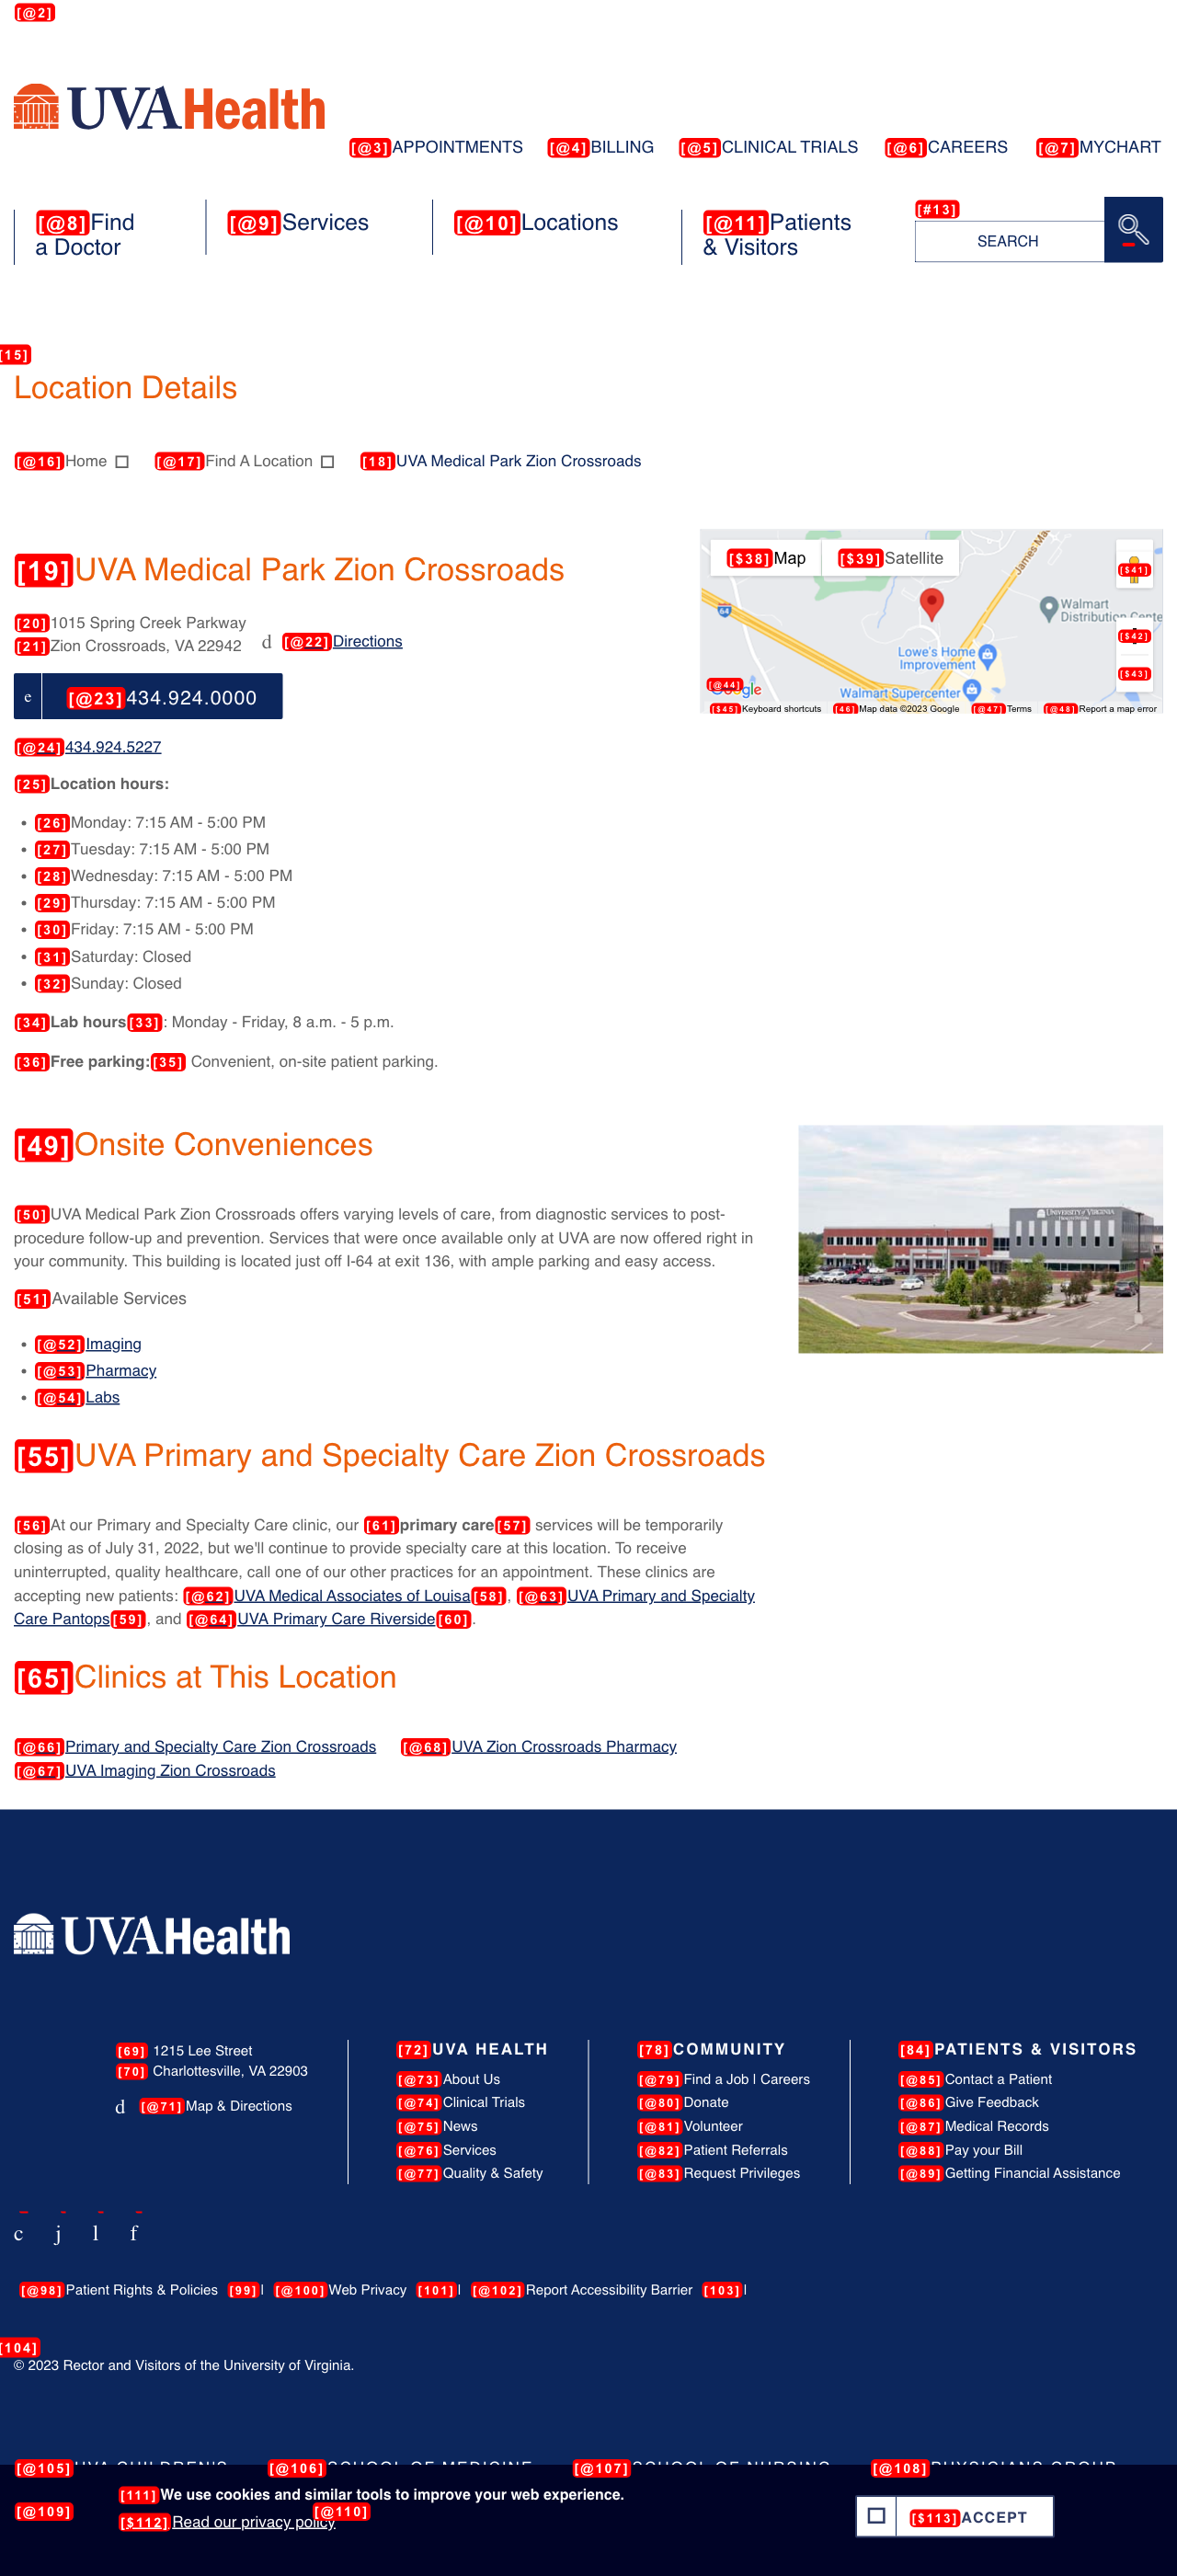 [@2]
UVAHealth
[@3]APPOINTMENTS [@4]BILLING [@5]CLINICAL TRIALS [@6]CAREERS [@7]MYCHART
[@8]Find a Doctor
[@9]Services
[@10]Locations
[@11]Patients & Visitors
[#13]
SEARCH
[15]
Location Details
[@16]Home [@17]Find A Location [18]UVA Medical Park Zion Crossroads
[19]UVA Medical Park Zion Crossroads
[20]1015 Spring Creek Parkway
[21]Zion Crossroads, VA 22942
d [@22]Directions
e [@23]434.924.0000
[@24]434.924.5227
[25]Location hours:
• [26]Monday: 7:15 AM - 5:00 PM
• [27]Tuesday: 7:15 AM - 5:00 PM
• [28]Wednesday: 7:15 AM - 5:00 PM
• [29]Thursday: 7:15 AM - 5:00 PM
• [30]Friday: 7:15 AM - 5:00 PM
• [31]Saturday: Closed
• [32]Sunday: Closed
[34]Lab hours[33]: Monday - Friday, 8 a.m. - 5 p.m.
[36]Free parking:[35] Convenient, on-site patient parking.
[$38]Map [$39]Satellite
[$41]
James Ma
64
Walmart
Distribution Cente
[$42]
Lowe's Home
Improvement
[$43]
[@44]
Google
Walmart Supercenter
[$45]Keyboard shortcuts [46]Map data ©2023 Google [@47]Terms [@48]Report a map error
[49]Onsite Conveniences
[50]UVA Medical Park Zion Crossroads offers varying levels of care, from diagnostic services to post-
procedure follow-up and prevention. Services that were once available only at UVA are now offered right in
your community. This building is located just off I-64 at exit 136, with ample parking and easy access.
UNIVERSITY of VIRGINIA
[51]Available Services
• [@52]Imaging
• [@53]Pharmacy
• [@54]Labs
[55]UVA Primary and Specialty Care Zion Crossroads
[56]At our Primary and Specialty Care clinic, our [61]primary care[57] services will be temporarily
closing as of July 31, 2022, but we'll continue to provide specialty care at this location. To receive
uninterrupted, quality healthcare, call one of our other practices for an appointment. These clinics are
accepting new patients: [@62]UVA Medical Associates of Louisa[58], [@63]UVA Primary and Specialty
Care Pantops[59], and [@64]UVA Primary Care Riverside[60].
[65]Clinics at This Location
[@66]Primary and Specialty Care Zion Crossroads [@68]UVA Zion Crossroads Pharmacy
[@67]UVA Imaging Zion Crossroads
UVAHealth
[69] 1215 Lee Street
[70] Charlottesville, VA 22903
d [@71]Map & Directions
[72]UVA HEALTH
[@73]About Us
[@74]Clinical Trials
[@75]News
[@76]Services
[@77]Quality & Safety
[78]COMMUNITY
[@79]Find a Job | Careers
[@80]Donate
[@81]Volunteer
[@82]Patient Referrals
[@83]Request Privileges
[84]PATIENTS & VISITORS
[@85]Contact a Patient
[@86]Give Feedback
[@87]Medical Records
[@88]Pay your Bill
[@89]Getting Financial Assistance
c j l f
[@98]Patient Rights & Policies [99]| [@100]Web Privacy [101]| [@102]Report Accessibility Barrier [103]|
[104]
© 2023 Rector and Visitors of the University of Virginia.
[@105]UVA CHILDREN'S [@106]SCHOOL OF MEDICINE [@107]SCHOOL OF NURSING [@108]PHYSICIANS GROUP
[111]We use cookies and similar tools to improve your web experience.
[@109] [@110]
[$112]Read our privacy policy
[$113]ACCEPT